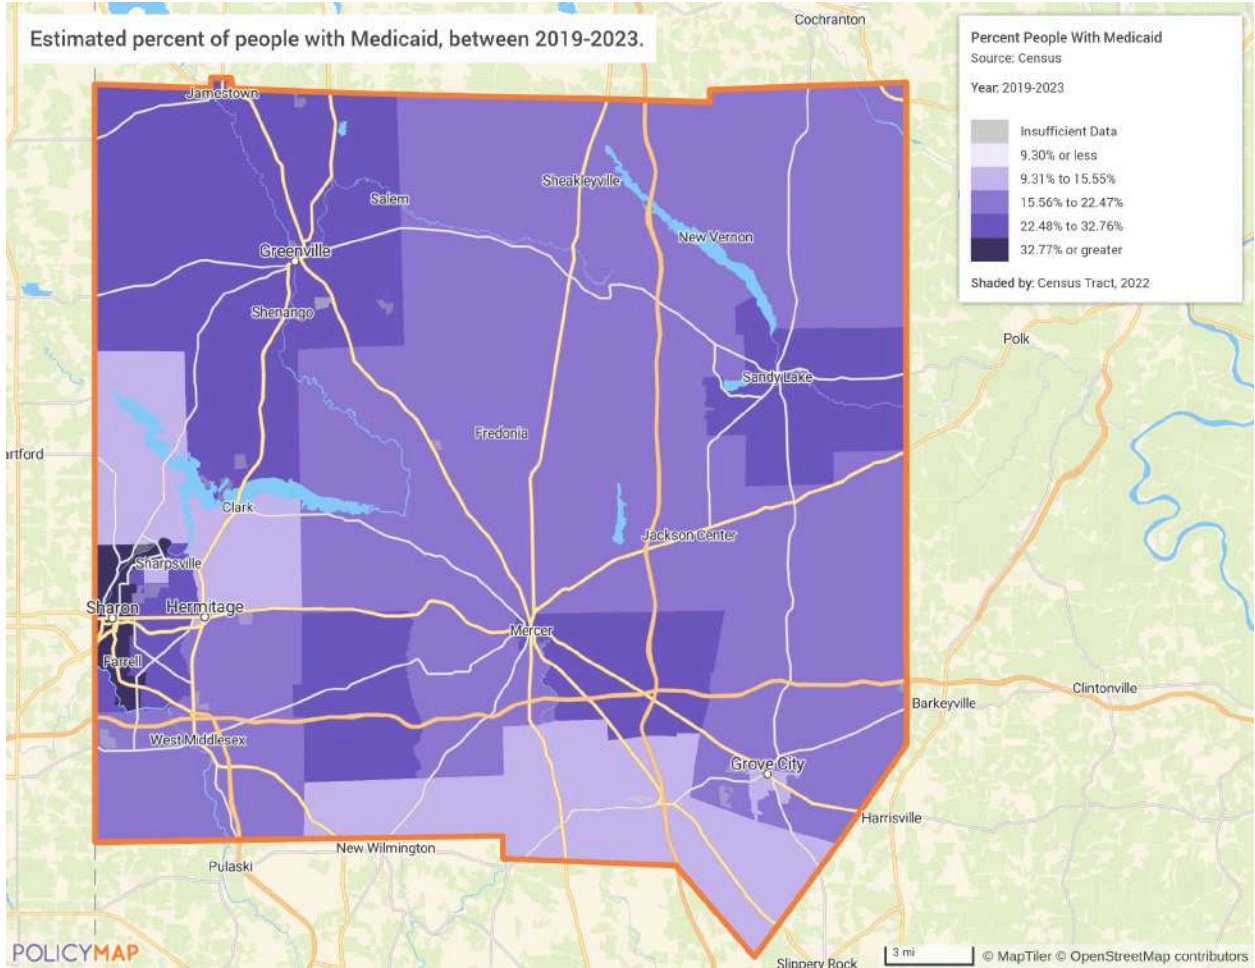 Estimated percent of people with Medicaid, between 2019-2023.
Cochranton
Percent People With Medicaid
Source: Census
Year: 2019-2023
Insufficient Data
9.30% or less
9.31% to 15.55%
15.56% to 22.47%
22.48% to 32.76%
32.77% or greater
Shaded by: Census Tract, 2022
Jamestown
Sheakleyville
Salem
New Vernon
Greenville
Shenango
Polk
Sandy Lake
Fredonia
artford
Clark
Jackson Center
Sharpsville
Sharon
Hermitage
Mercer
Farrell
Clintonville
Barkeyville
West Middlesex
Grove City
Harrisville
New Wilmington
Pulaski
POLICYMAP
Slippery Rock
3 mi
© MapTiler © OpenStreetMap contributors